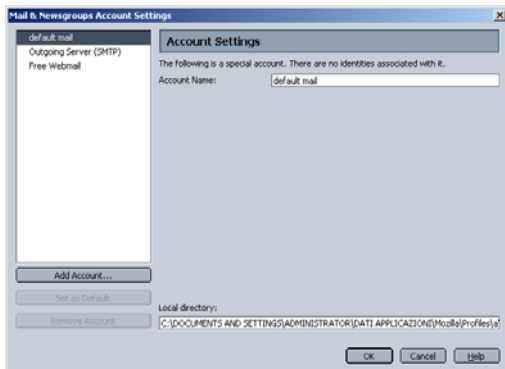 Mail & Newsgroups Account Settings
default mail
Outgoing Server (SMTP)
Free Webmail
Account Settings
The following is a special account. There are no identities associated with it.
Account Name:
default mail
Add Account...
Set as Default
Remove Account
Local directory:
C:\DOCUMENTS AND SETTINGS\ADMINISTRATOR\DATI APPLICAZIONI\Mozilla\Profiles\
OK
Cancel
Help